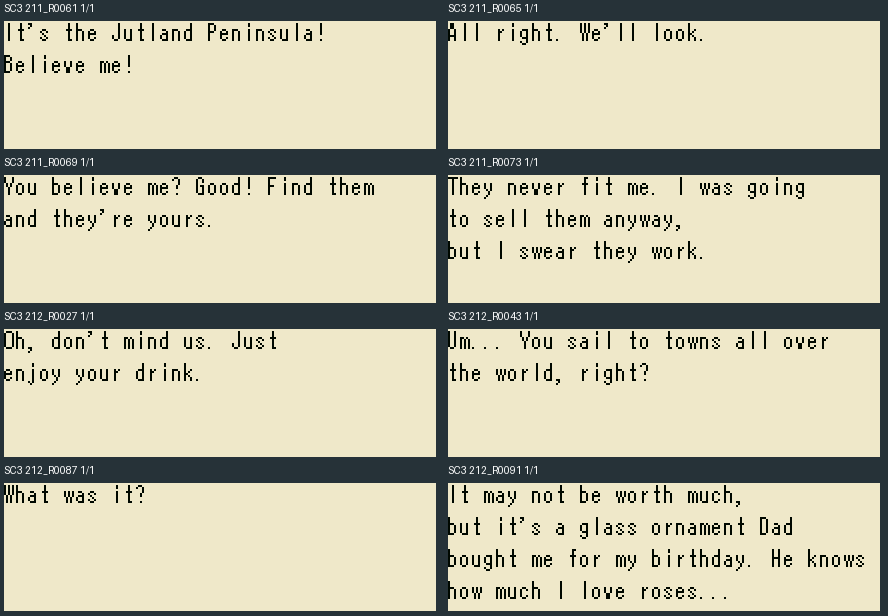 SC3 211_R0061 1/1
It's the Jutland Peninsula!
Believe me!
SC3 211_R0065 1/1
All right. We'll look.
SC3 211_R0069 1/1
You believe me? Good! Find them
and they're yours.
SC3 211_R0073 1/1
They never fit me. I was going
to sell them anyway,
but I swear they work.
SC3 212_R0027 1/1
Oh, don't mind us. Just
enjoy your drink.
SC3 212_R0043 1/1
Um... You sail to towns all over
the world, right?
SC3 212_R0087 1/1
What was it?
SC3 212_R0091 1/1
It may not be worth much,
but it's a glass ornament Dad
bought me for my birthday. He knows
how much I love roses...